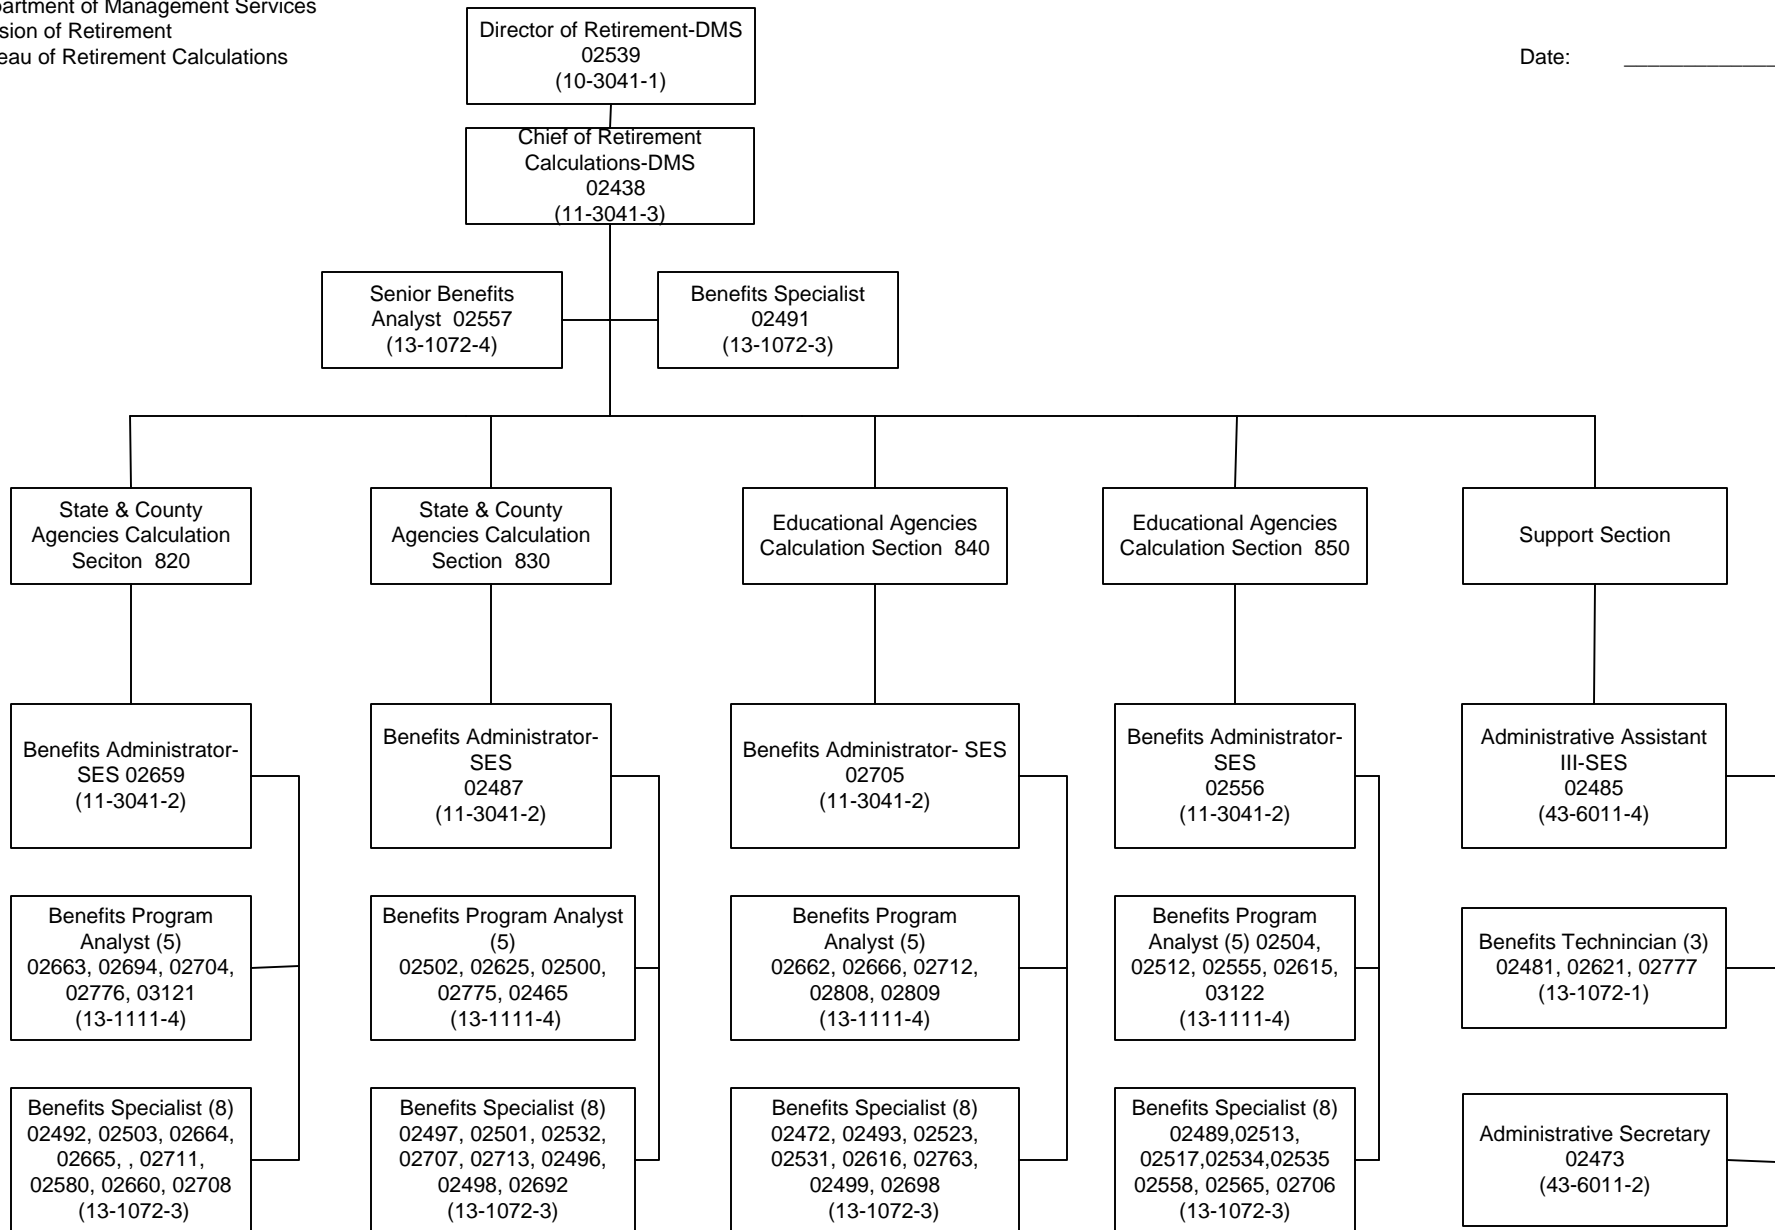 partment of Management Services
sion of Retirement
eau of Retirement Calculations
Date: _____________
Director of Retirement-DMS
02539
(10-3041-1)
Chief of Retirement
Calculations-DMS
02438
(11-3041-3)
Senior Benefits
Analyst  02557
(13-1072-4)
Benefits Specialist
02491
(13-1072-3)
State & County
Agencies Calculation
Seciton  820
State & County
Agencies Calculation
Section  830
Educational Agencies
Calculation Section  840
Educational Agencies
Calculation Section  850
Support Section
Benefits Administrator-
SES 02659
(11-3041-2)
Benefits Administrator-
SES
02487
(11-3041-2)
Benefits Administrator- SES
02705
(11-3041-2)
Benefits Administrator-
SES
02556
(11-3041-2)
Administrative Assistant
III-SES
02485
(43-6011-4)
Benefits Program
Analyst (5)
02663, 02694, 02704,
02776, 03121
(13-1111-4)
Benefits Program Analyst
(5)
02502, 02625, 02500,
02775, 02465
(13-1111-4)
Benefits Program
Analyst (5)
02662, 02666, 02712,
02808, 02809
(13-1111-4)
Benefits Program
Analyst (5) 02504,
02512, 02555, 02615,
03122
(13-1111-4)
Benefits Technincian (3)
02481, 02621, 02777
(13-1072-1)
Benefits Specialist (8)
02492, 02503, 02664,
02665, , 02711,
02580, 02660, 02708
(13-1072-3)
Benefits Specialist (8)
02497, 02501, 02532,
02707, 02713, 02496,
02498, 02692
(13-1072-3)
Benefits Specialist (8)
02472, 02493, 02523,
02531, 02616, 02763,
02499, 02698
(13-1072-3)
Benefits Specialist (8)
02489,02513,
02517,02534,02535
02558, 02565, 02706
(13-1072-3)
Administrative Secretary
02473
(43-6011-2)